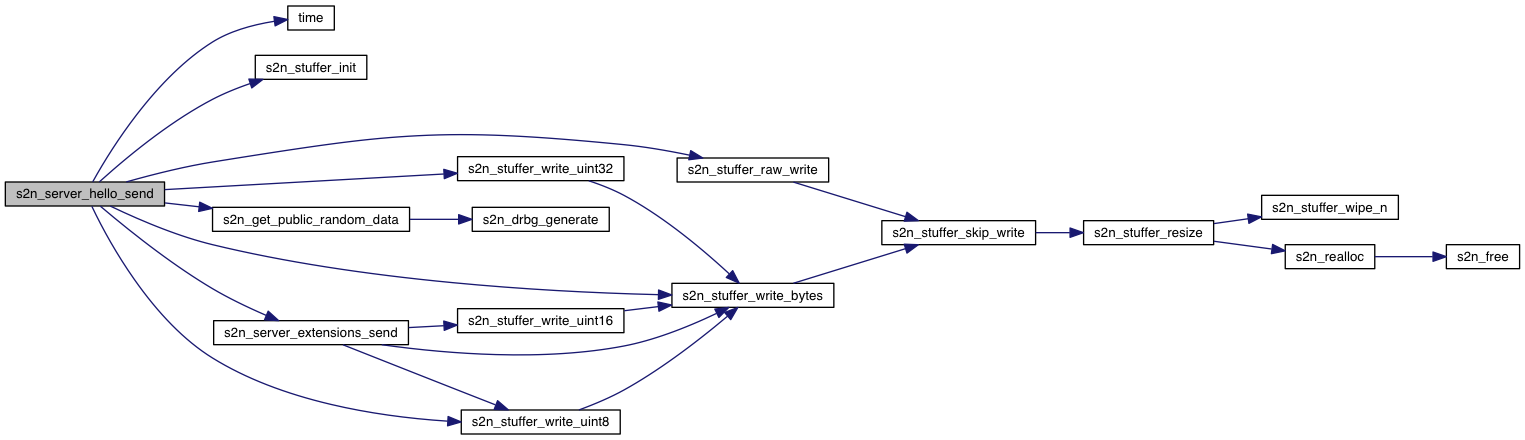 time
s2n_stuffer_init
s2n_stuffer_raw_write
s2n_stuffer_write_uint32
s2n_server_hello_send
s2n_get_public_random_data
s2n_drbg_generate
s2n_stuffer_wipe_n
s2n_stuffer_skip_write
s2n_stuffer_resize
s2n_realloc
s2n_free
s2n_stuffer_write_bytes
s2n_server_extensions_send
s2n_stuffer_write_uint16
s2n_stuffer_write_uint8